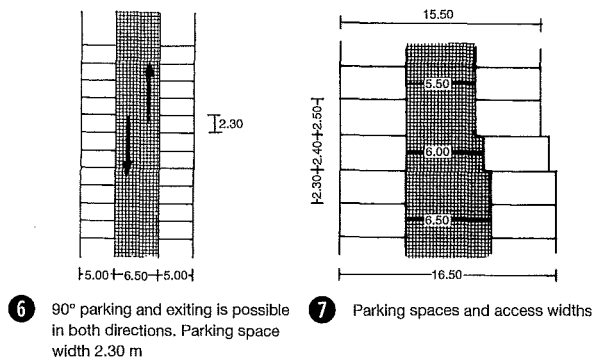 2.30
5.00 6.50 5.00
6 90° parking and exiting is possible
in both directions. Parking space
width 2.30 m
15.50
5.50
6.00
6.50
2.30 2.40 2.50
16.50
7 Parking spaces and access widths